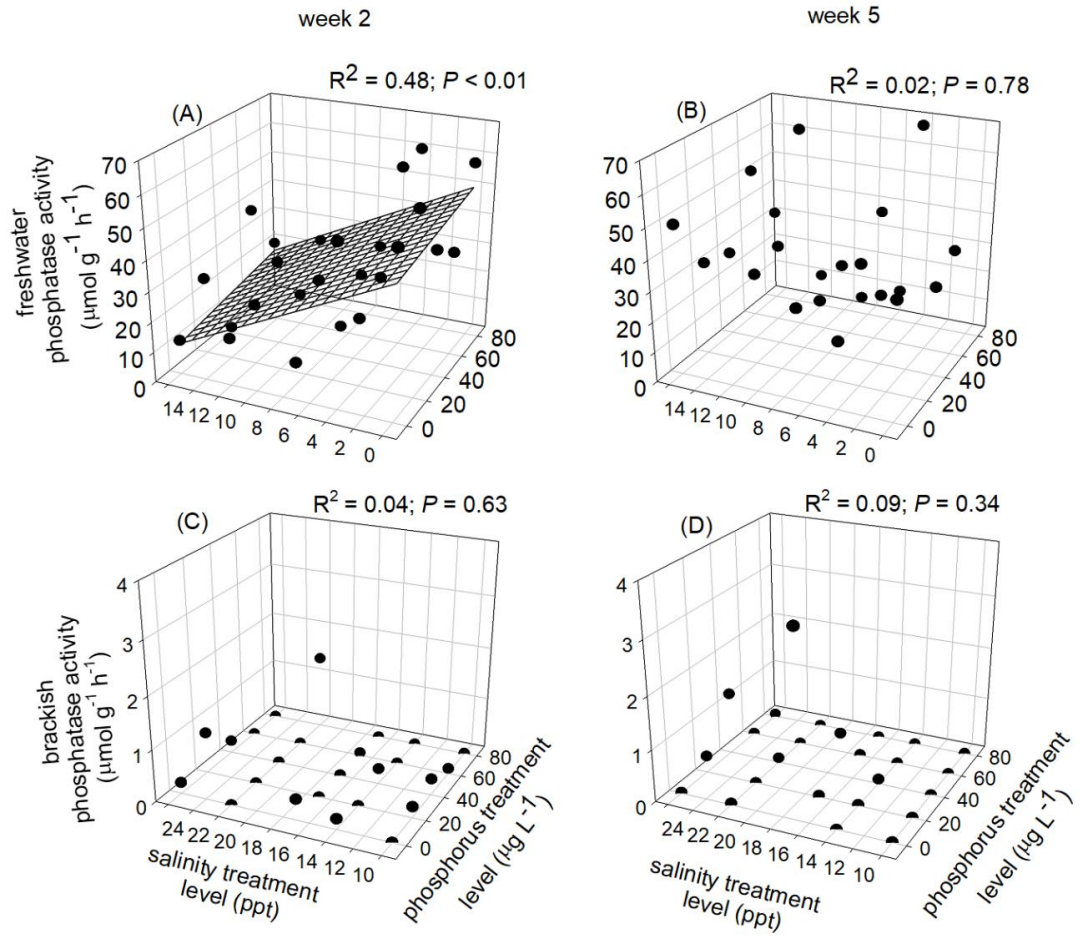 week 2
week 5
R² = 0.48; P < 0.01
R² = 0.02; P = 0.78
(A)
(B)
freshwater
phosphatase activity
(μmol g⁻¹ h⁻¹)
70
60
50
40
30
20
10
0
14 12 10 8 6 4 2 0
0 20 40 60 80
70
60
50
40
30
20
10
0
14 12 10 8 6 4 2 0
0 20 40 60 80
R² = 0.04; P = 0.63
R² = 0.09; P = 0.34
(C)
(D)
brackish
phosphatase activity
(μmol g⁻¹ h⁻¹)
4
3
2
1
0
24 22 20 18 16 14 12 10
0 20 40 60 80
salinity treatment
level (ppt)
phosphorus treatment
level (μg L⁻¹)
4
3
2
1
0
24 22 20 18 16 14 12 10
0 20 40 60 80
salinity treatment
level (ppt)
phosphorus treatment
level (μg L⁻¹)